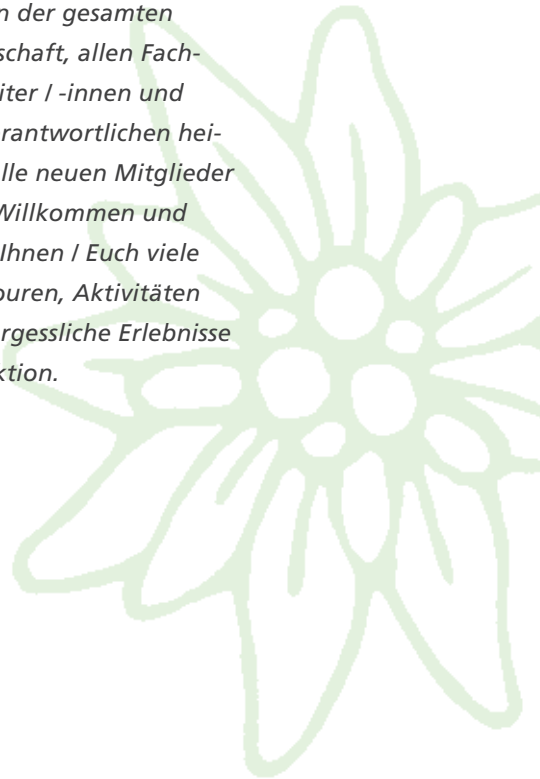 n der gesamten
schaft, allen Fach-
iter / -innen und
rantwortlichen hei-
lle neuen Mitglieder
Willkommen und
Ihnen / Euch viele
ouren, Aktivitäten
rgessliche Erlebnisse
ktion.